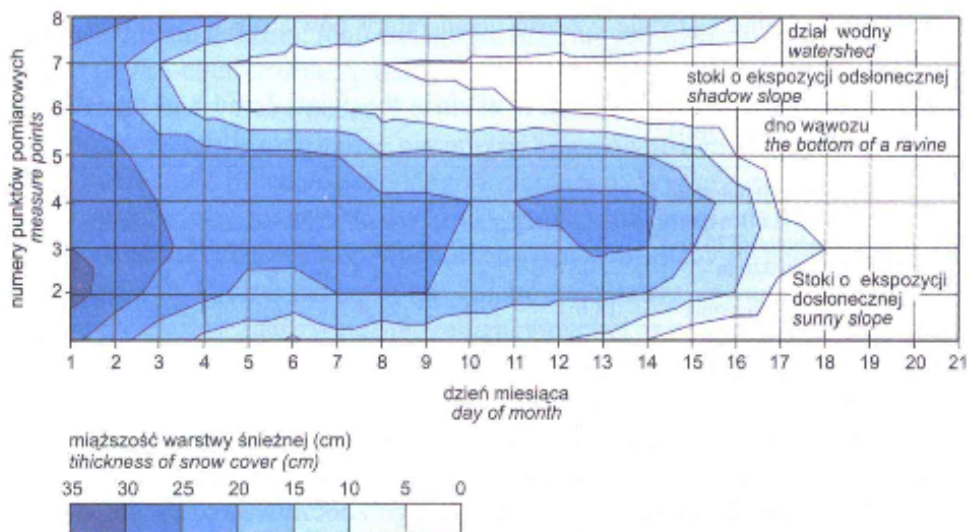 numery punktów pomiarowych
measure points
8
7
6
5
4
3
2
dział wodny
watershed
stoki o ekspozycji odsłonecznej
shadow slope
dno wąwozu
the bottom of a ravine
Stoki o ekspozycji
dosłonecznej
sunny slope
1 2 3 4 5 6 7 8 9 10 11 12 13 14 15 16 17 18 19 20 21
dzień miesiąca
day of month
miąższość warstwy śnieżnej (cm)
tihickness of snow cover (cm)
35 30 25 20 15 10 5 0